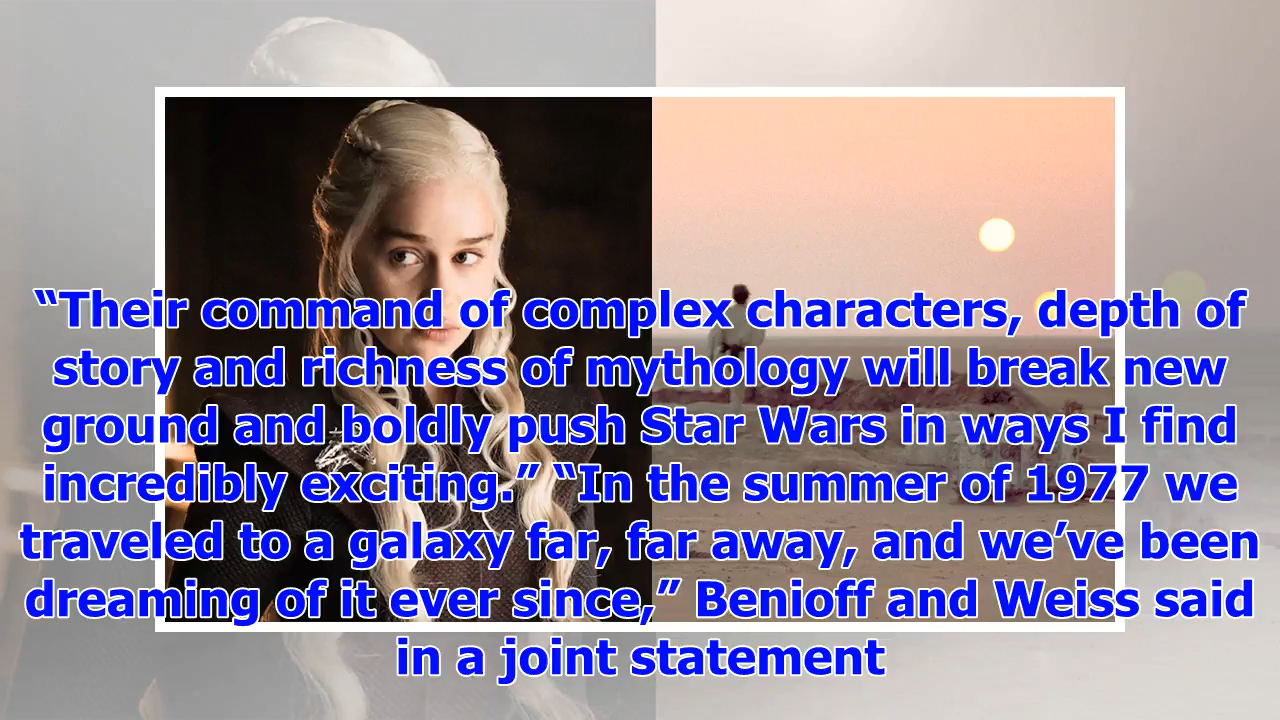 “Their command of complex characters, depth of
story and richness of mythology will break new
ground and boldly push Star Wars in ways I find
incredibly exciting.” “In the summer of 1977 we
traveled to a galaxy far, far away, and we’ve been
dreaming of it ever since,” Benioff and Weiss said
in a joint statement